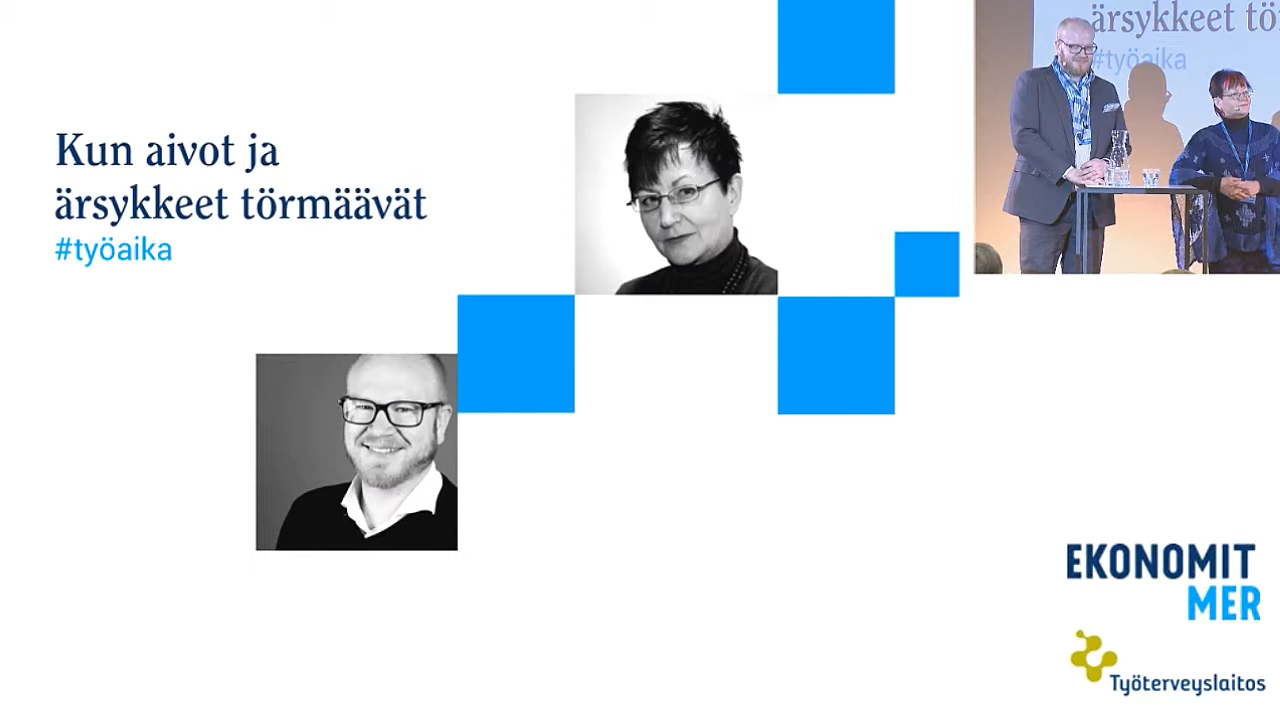 Kun aivot ja
ärsykkeet törmäävät
#työaika
ärsykkeet tö
#työaika
EKONOMIT
MER
Työterveyslaitos